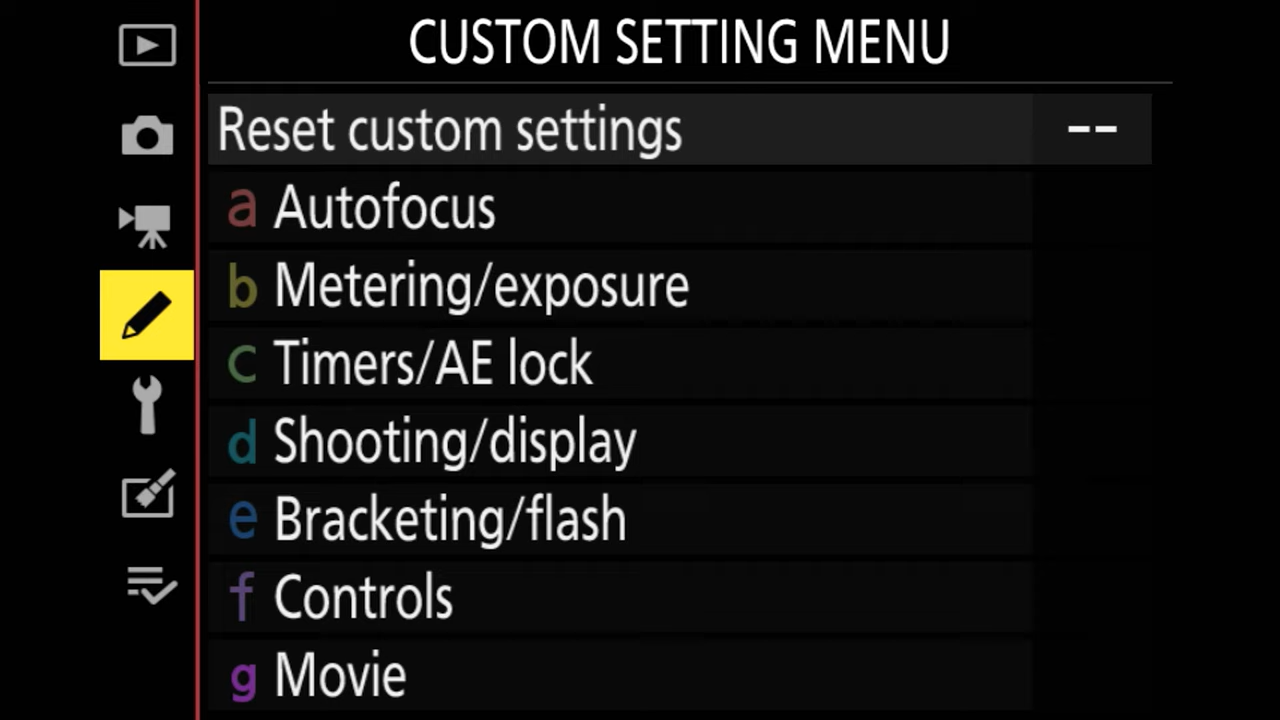 CUSTOM SETTING MENU
Reset custom settings --
a Autofocus
b Metering/exposure
c Timers/AE lock
d Shooting/display
e Bracketing/flash
f Controls
g Movie